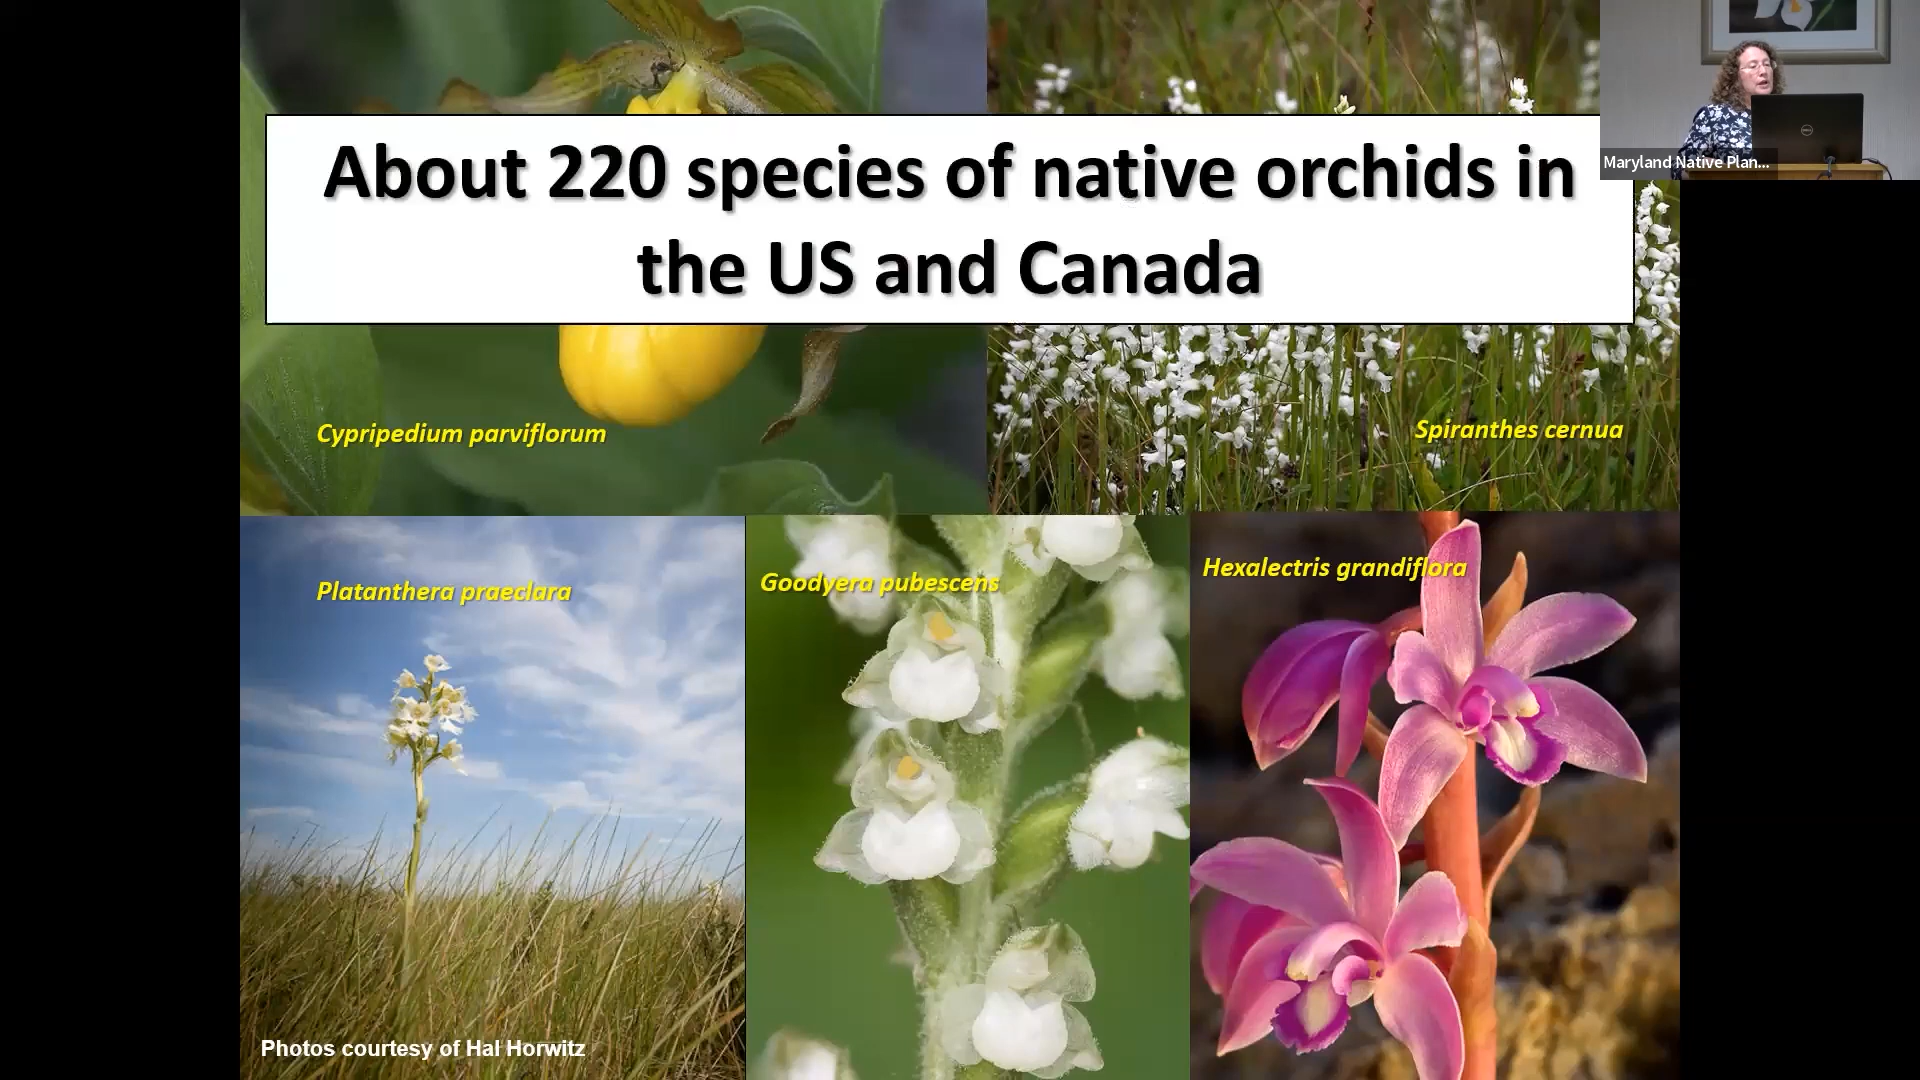 About 220 species of native orchids in
the US and Canada
Maryland Native Plan...
Cypripedium parviflorum
Spiranthes cernua
Platanthera praeclara
Goodyera pubescens
Hexalectris grandiflora
Photos courtesy of Hal Horwitz